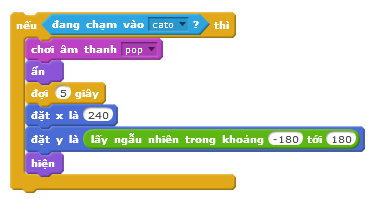 nếu đang chạm vào cato ? thì
chơi âm thanh pop
ẩn
đợi 5 giây
đặt x là 240
đặt y là lấy ngẫu nhiên trong khoảng -180 tới 180
hiện